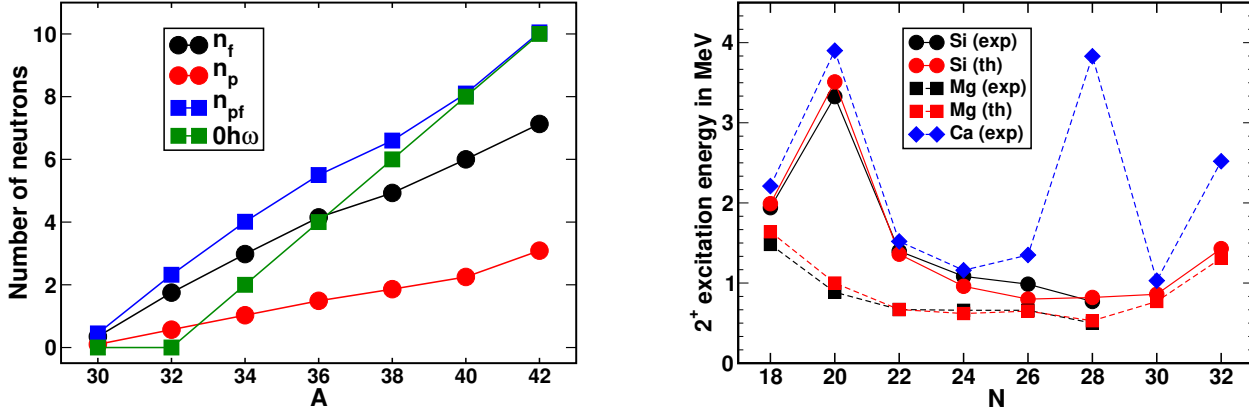 Number of neutrons
10
8
6
4
2
0
n_f
n_p
n_pf
0hω
30 32 34 36 38 40 42
A
2⁺ excitation energy in MeV
4
3
2
1
0
Si (exp)
Si (th)
Mg (exp)
Mg (th)
Ca (exp)
18 20 22 24 26 28 30 32
N